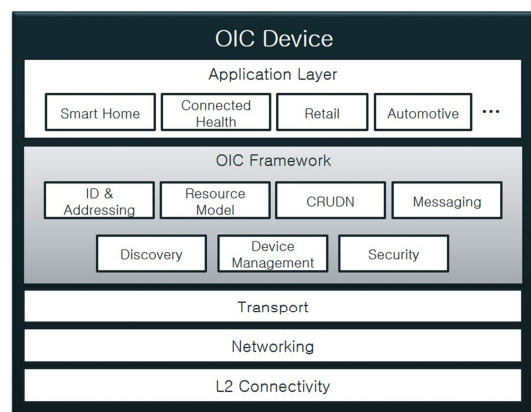 OIC Device
Application Layer
Smart Home
Connected
Health
Retail
Automotive
...
OIC Framework
ID &
Addressing
Resource
Model
CRUDN
Messaging
Discovery
Device
Management
Security
Transport
Networking
L2 Connectivity